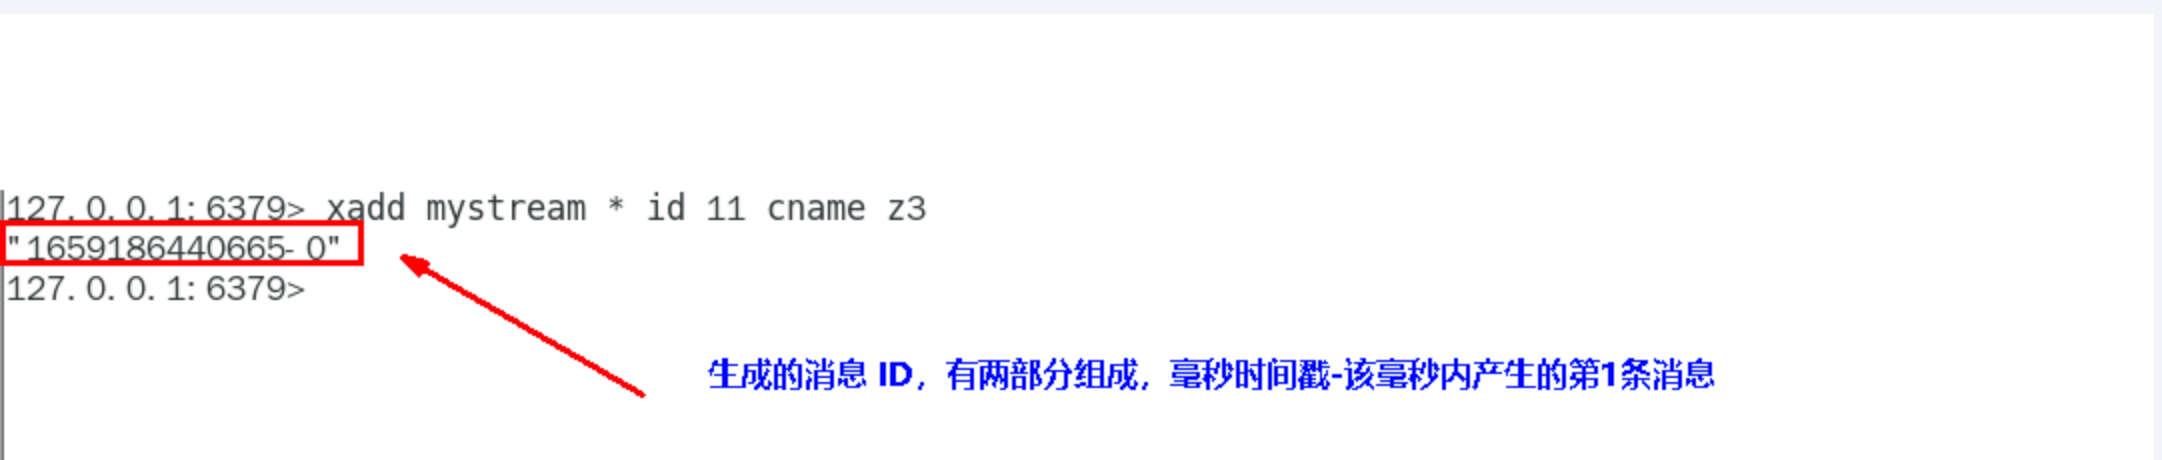 127.0.0.1:6379> xadd mystream * id 11 cname z3
"1659186440665-0"
127.0.0.1:6379>
生成的消息 ID，有两部分组成，毫秒时间戳-该毫秒内产生的第1条消息